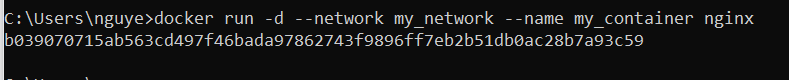 C:\Users\nguye>docker run -d --network my_network --name my_container nginx
b039070715ab563cd497f46bada97862743f9896ff7eb2b51db0ac28b7a93c59